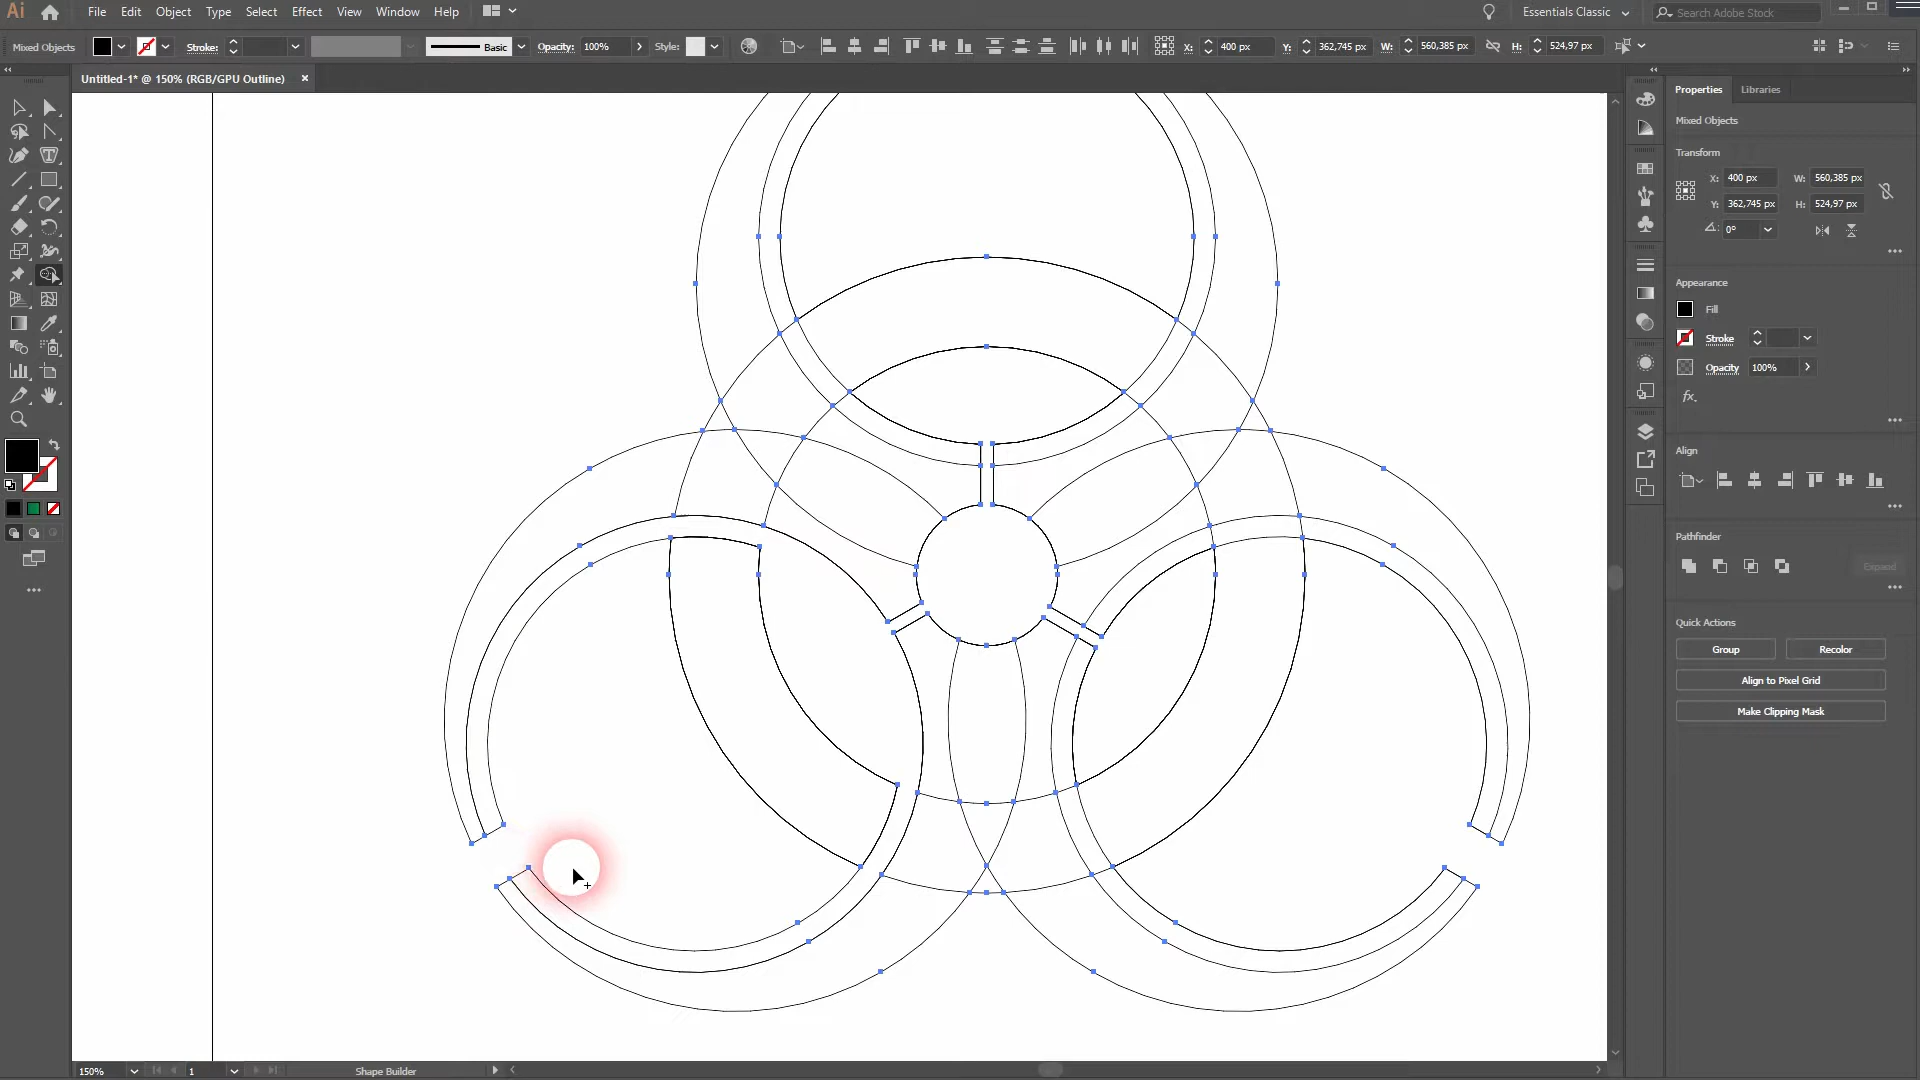 Ai File Edit Object Type Select Effect View Window Help Essentials Classic Search Adobe Stock
Mixed Objects Stroke: Basic Opacity: 100% Style: X: 400 px Y: 362,745 px W: 560,385 px H: 524,97 px
Untitled-1* @ 150% (RGB/GPU Outline) ×
Properties Libraries
Mixed Objects
Transform
X: 400 px W: 560,385 px
Y: 362,745 px H: 524,97 px
0°
Appearance
Fill
Stroke
Opacity 100%
fx.
Align
Pathfinder
Expand
Quick Actions
Group Recolor
Align to Pixel Grid
Make Clipping Mask
150% 1 Shape Builder